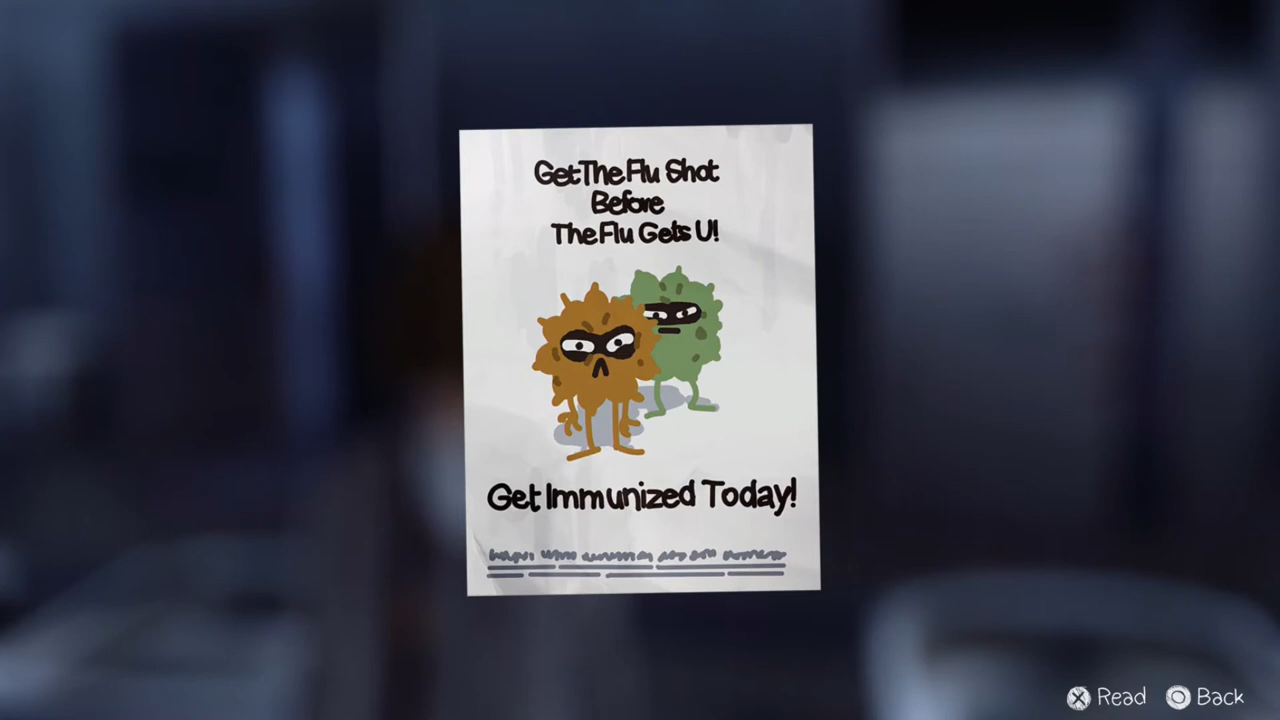 Get The Flu Shot
Before
The Flu Gets U!
Get Immunized Today!
Read
Back